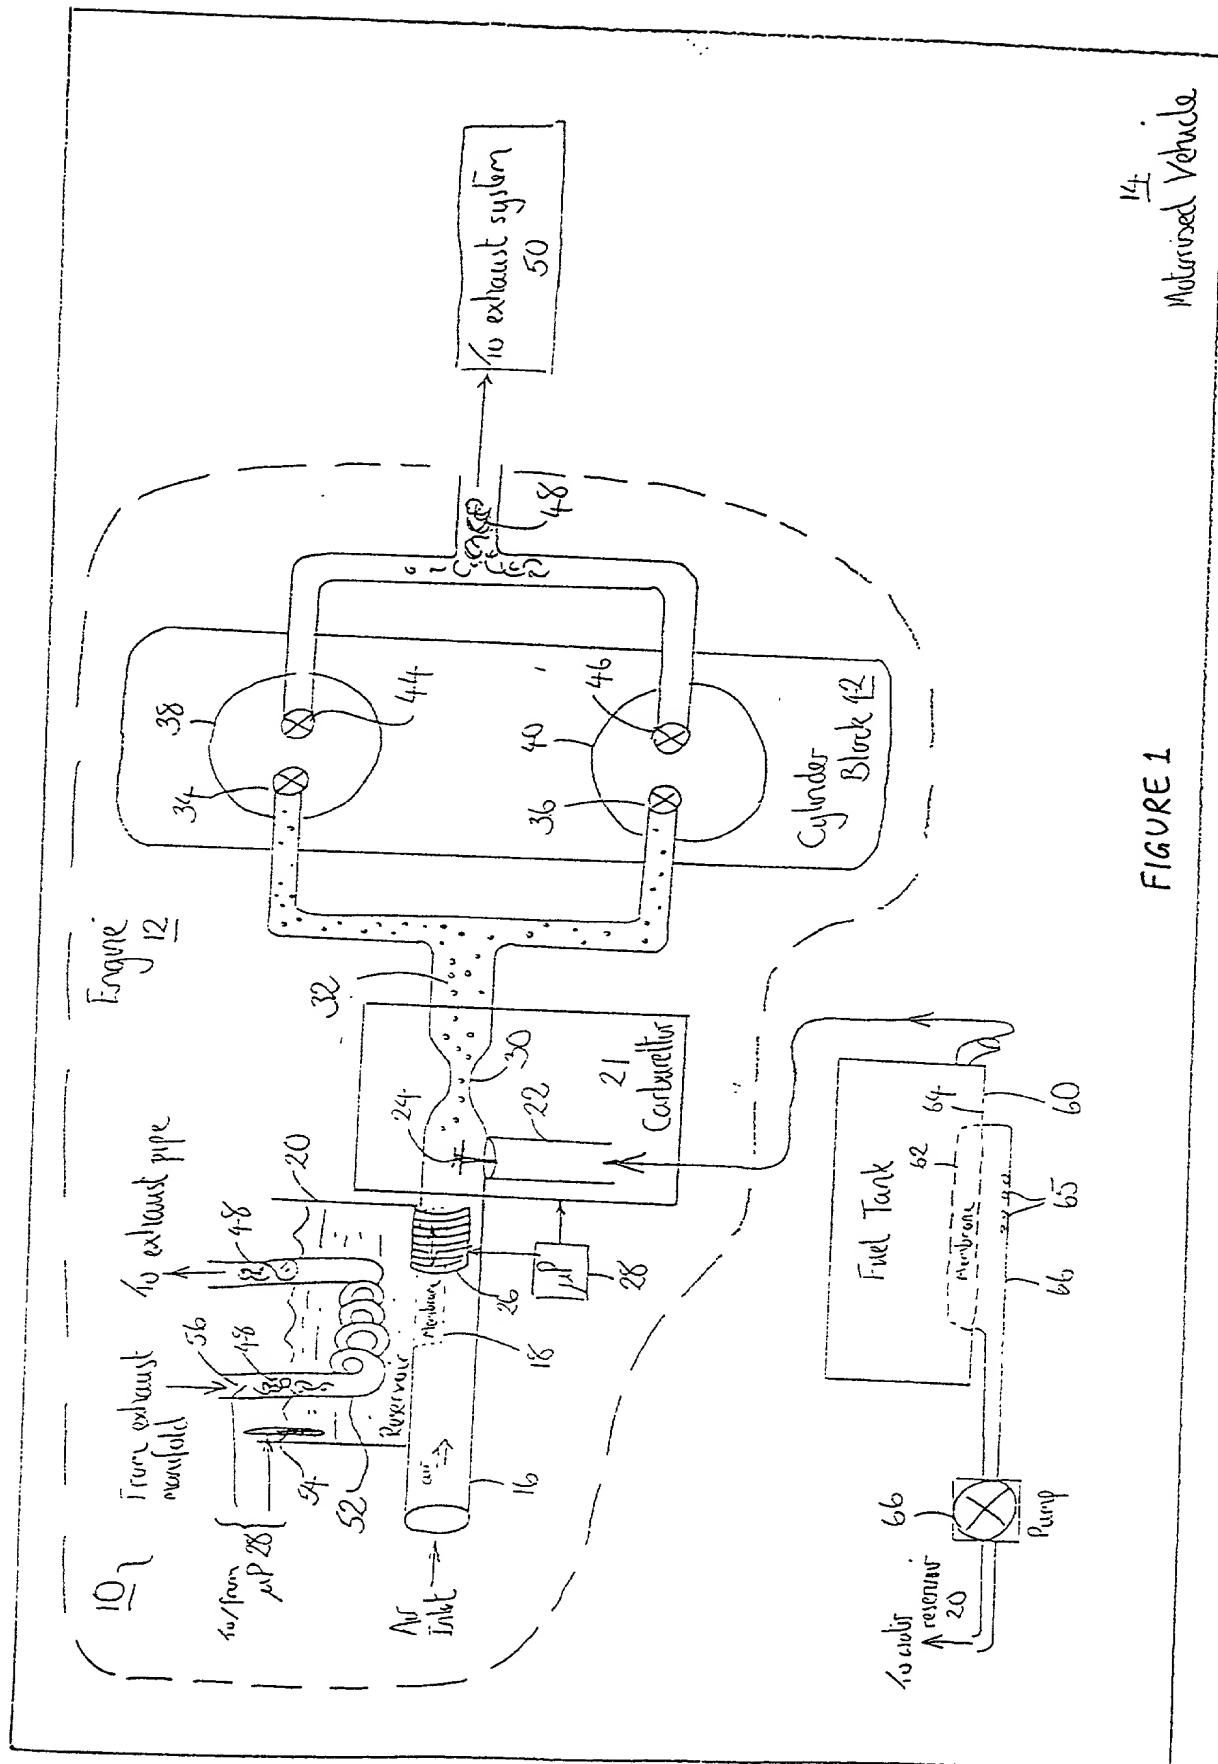 10
Engine
12
To/from
μP 28
From exhaust
manifold
To exhaust pipe
56
48
48
20
54
52
Reservoir
Air
Inlet
air
16
Membrane
18
26
μP
28
24
22
30
21
Carburettor
32
34
38
44
36
40
46
Cylinder
Block 42
48
To exhaust system
50
Fuel Tank
62
64
Membrane
60
65
66
66
Pump
To water
reservoir
20
14
Motorised Vehicle
FIGURE 1